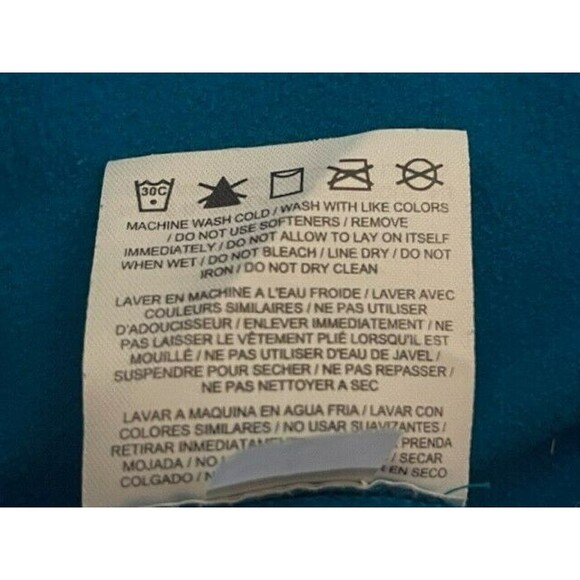 30C
MACHINE WASH COLD / WASH WITH LIKE COLORS
/ DO NOT USE SOFTENERS / REMOVE
IMMEDIATELY / DO NOT ALLOW TO LAY ON ITSELF
WHEN WET / DO NOT BLEACH / LINE DRY / DO NOT
IRON / DO NOT DRY CLEAN
LAVER EN MACHINE A L'EAU FROIDE / LAVER AVEC
COULEURS SIMILAIRES / NE PAS UTILISER
D'ADOUCISSEUR / ENLEVER IMMEDIATEMENT / NE
PAS LAISSER LE VÊTEMENT PLIÉ LORSQU'IL EST
MOUILLÉ / NE PAS UTILISER D'EAU DE JAVEL /
SUSPENDRE POUR SECHER / NE PAS REPASSER /
NE PAS NETTOYER A SEC
LAVAR A MAQUINA EN AGUA FRIA / LAVAR CON
COLORES SIMILARES / NO USAR SUAVIZANTES /
RETIRAR PRENDA
MOJADA / NO SECAR
COLGADO / EN SECO